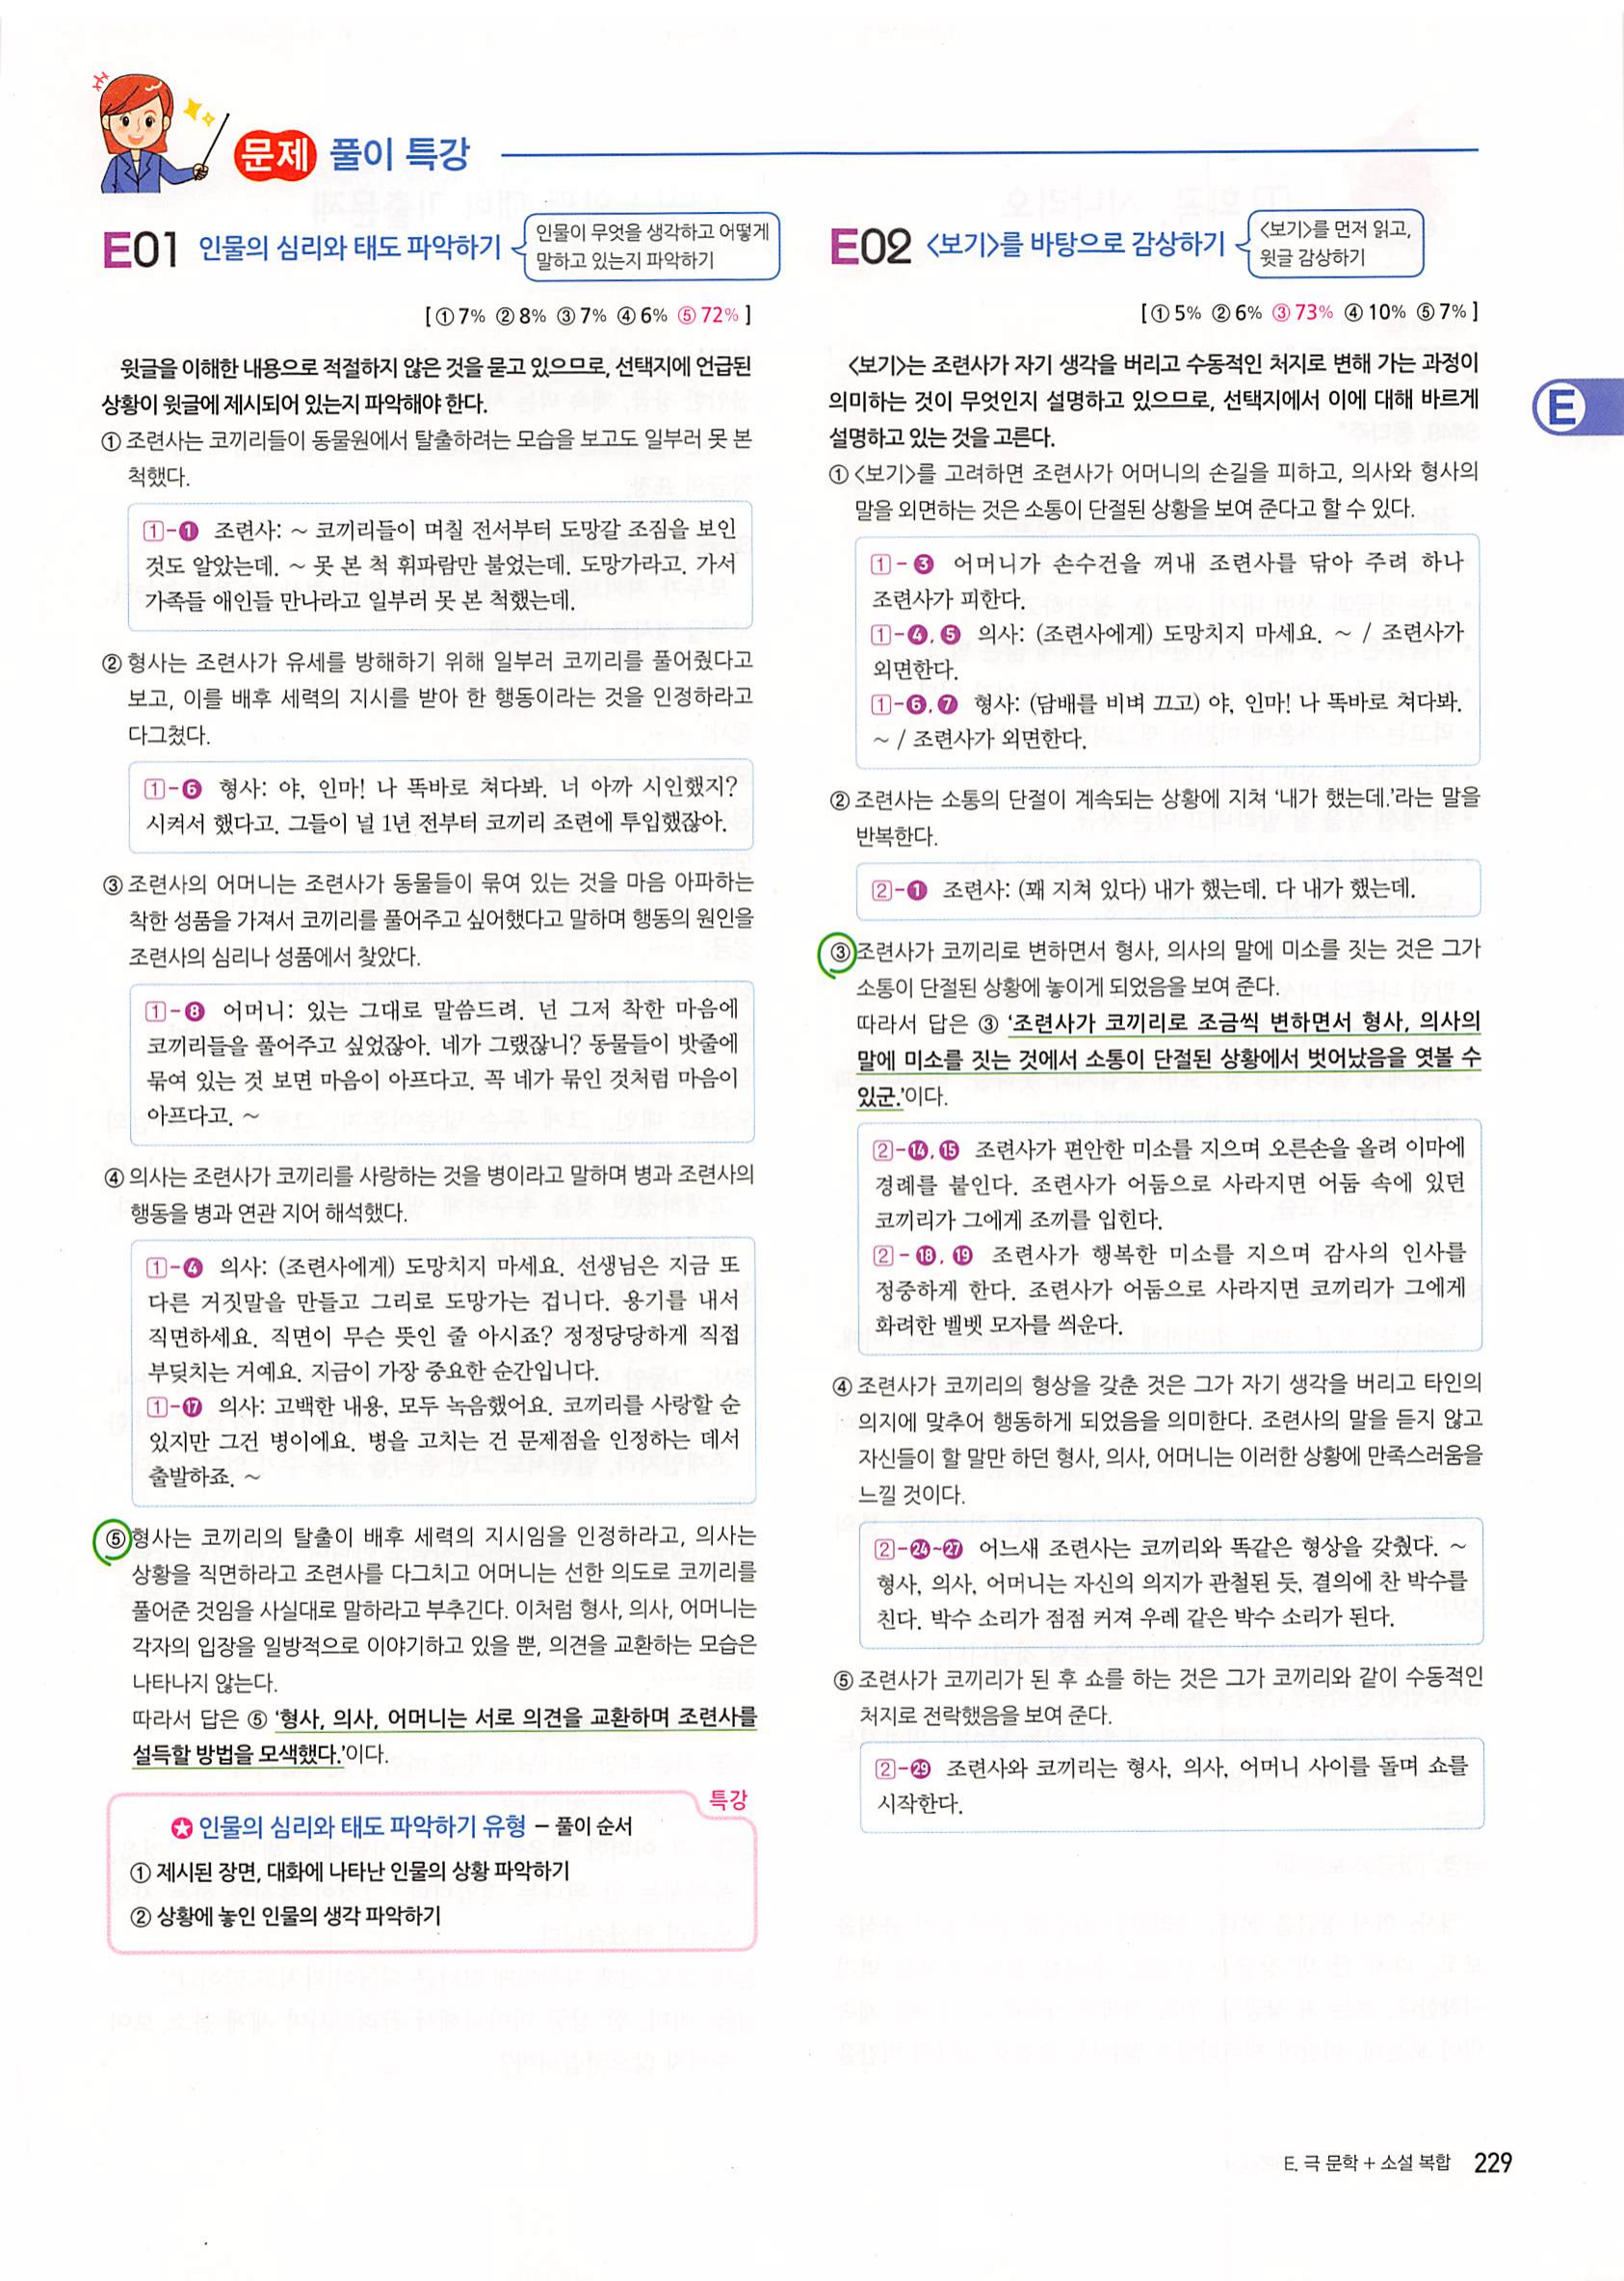 문제 풀이 특강
E01 인물의 심리와 태도 파악하기
인물이 무엇을 생각하고 어떻게
말하고 있는지 파악하기
[ ① 7% ② 8% ③ 7% ④ 6% ⑤ 72% ]
윗글을 이해한 내용으로 적절하지 않은 것을 묻고 있으므로, 선택지에 언급된
상황이 윗글에 제시되어 있는지 파악해야 한다.
① 조련사는 코끼리들이 동물원에서 탈출하려는 모습을 보고도 일부러 못 본
척했다.
1-❶ 조련사: ~ 코끼리들이 며칠 전서부터 도망갈 조짐을 보인
것도 알았는데. ~ 못 본 척 휘파람만 불었는데. 도망가라고. 가서
가족들 애인들 만나라고 일부러 못 본 척했는데.
② 형사는 조련사가 유세를 방해하기 위해 일부러 코끼리를 풀어줬다고
보고, 이를 배후 세력의 지시를 받아 한 행동이라는 것을 인정하라고
다그쳤다.
1-❻ 형사: 야, 인마! 나 똑바로 쳐다봐. 너 아까 시인했지?
시켜서 했다고. 그들이 널 1년 전부터 코끼리 조련에 투입했잖아.
③ 조련사의 어머니는 조련사가 동물들이 묶여 있는 것을 마음 아파하는
착한 성품을 가져서 코끼리를 풀어주고 싶어했다고 말하며 행동의 원인을
조련사의 심리나 성품에서 찾았다.
1-❽ 어머니: 있는 그대로 말씀드려. 넌 그저 착한 마음에
코끼리들을 풀어주고 싶었잖아. 네가 그랬잖니? 동물들이 밧줄에
묶여 있는 것 보면 마음이 아프다고. 꼭 네가 묶인 것처럼 마음이
아프다고. ~
④ 의사는 조련사가 코끼리를 사랑하는 것을 병이라고 말하며 병과 조련사의
행동을 병과 연관 지어 해석했다.
1-❹ 의사: (조련사에게) 도망치지 마세요. 선생님은 지금 또
다른 거짓말을 만들고 그리로 도망가는 겁니다. 용기를 내서
직면하세요. 직면이 무슨 뜻인 줄 아시죠? 정정당당하게 직접
부딪치는 거예요. 지금이 가장 중요한 순간입니다.
1-⓱ 의사: 고백한 내용, 모두 녹음했어요. 코끼리를 사랑할 순
있지만 그건 병이에요. 병을 고치는 건 문제점을 인정하는 데서
출발하죠. ~
⑤ 형사는 코끼리의 탈출이 배후 세력의 지시임을 인정하라고, 의사는
상황을 직면하라고 조련사를 다그치고 어머니는 선한 의도로 코끼리를
풀어준 것임을 사실대로 말하라고 부추긴다. 이처럼 형사, 의사, 어머니는
각자의 입장을 일방적으로 이야기하고 있을 뿐, 의견을 교환하는 모습은
나타나지 않는다.
따라서 답은 ⑤ ‘형사, 의사, 어머니는 서로 의견을 교환하며 조련사를
설득할 방법을 모색했다.’이다.
특강
인물의 심리와 태도 파악하기 유형 – 풀이 순서
① 제시된 장면, 대화에 나타난 인물의 상황 파악하기
② 상황에 놓인 인물의 생각 파악하기
E02 〈보기〉를 바탕으로 감상하기
〈보기〉를 먼저 읽고,
윗글 감상하기
[ ① 5% ② 6% ③ 73% ④ 10% ⑤ 7% ]
〈보기〉는 조련사가 자기 생각을 버리고 수동적인 처지로 변해 가는 과정이
의미하는 것이 무엇인지 설명하고 있으므로, 선택지에서 이에 대해 바르게
설명하고 있는 것을 고른다.
① 〈보기〉를 고려하면 조련사가 어머니의 손길을 피하고, 의사와 형사의
말을 외면하는 것은 소통이 단절된 상황을 보여 준다고 할 수 있다.
1-❸ 어머니가 손수건을 꺼내 조련사를 닦아 주려 하나
조련사가 피한다.
1-❹, ❺ 의사: (조련사에게) 도망치지 마세요. ~ / 조련사가
외면한다.
1-❻, ❼ 형사: (담배를 비벼 끄고) 야, 인마! 나 똑바로 쳐다봐.
~ / 조련사가 외면한다.
② 조련사는 소통의 단절이 계속되는 상황에 지쳐 ‘내가 했는데.’라는 말을
반복한다.
2-❶ 조련사: (꽤 지쳐 있다) 내가 했는데. 다 내가 했는데.
③ 조련사가 코끼리로 변하면서 형사, 의사의 말에 미소를 짓는 것은 그가
소통이 단절된 상황에 놓이게 되었음을 보여 준다.
따라서 답은 ③ ‘조련사가 코끼리로 조금씩 변하면서 형사, 의사의
말에 미소를 짓는 것에서 소통이 단절된 상황에서 벗어났음을 엿볼 수
있군.’이다.
2-⓮, ⓯ 조련사가 편안한 미소를 지으며 오른손을 올려 이마에
경례를 붙인다. 조련사가 어둠으로 사라지면 어둠 속에 있던
코끼리가 그에게 조끼를 입힌다.
2-⓲, ⓳ 조련사가 행복한 미소를 지으며 감사의 인사를
정중하게 한다. 조련사가 어둠으로 사라지면 코끼리가 그에게
화려한 벨벳 모자를 씌운다.
④ 조련사가 코끼리의 형상을 갖춘 것은 그가 자기 생각을 버리고 타인의
의지에 맞추어 행동하게 되었음을 의미한다. 조련사의 말을 듣지 않고
자신들이 할 말만 하던 형사, 의사, 어머니는 이러한 상황에 만족스러움을
느낄 것이다.
2-㉔~㉗ 어느새 조련사는 코끼리와 똑같은 형상을 갖췄다. ~
형사, 의사, 어머니는 자신의 의지가 관철된 듯, 결의에 찬 박수를
친다. 박수 소리가 점점 커져 우레 같은 박수 소리가 된다.
⑤ 조련사가 코끼리가 된 후 쇼를 하는 것은 그가 코끼리와 같이 수동적인
처지로 전락했음을 보여 준다.
2-㉙ 조련사와 코끼리는 형사, 의사, 어머니 사이를 돌며 쇼를
시작한다.
E
E. 극 문학 + 소설 복합 229